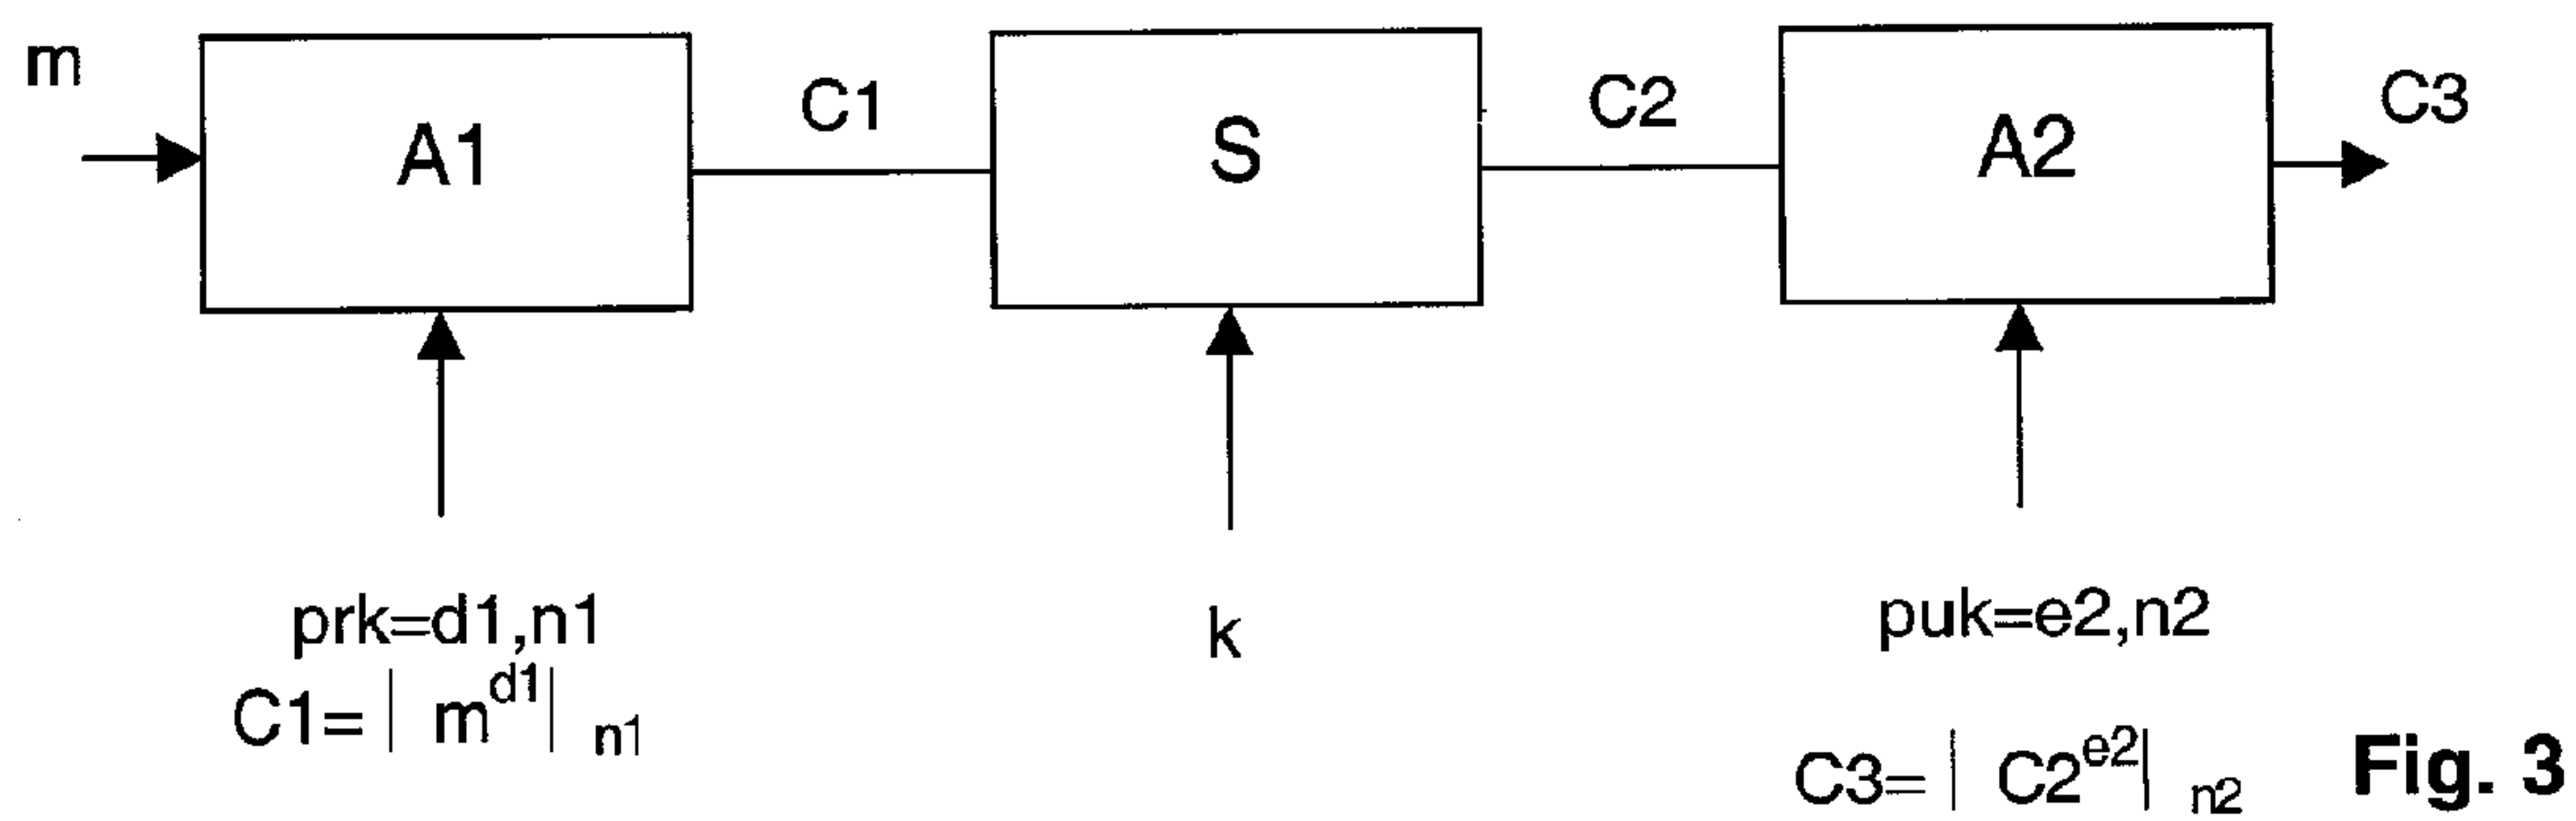 m
A1
C1
S
C2
A2
C3
prk=d1,n1
C1= | m^d1 | n1
k
puk=e2,n2
C3= | C2^e2 | n2
Fig. 3